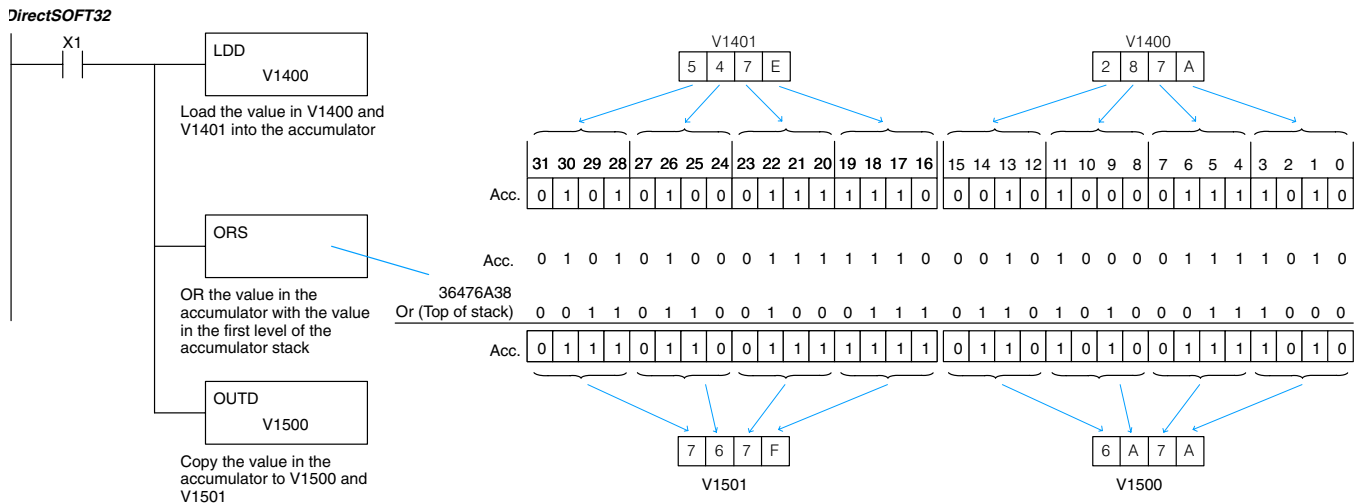 DirectSOFT32
X1
LDD
V1400
Load the value in V1400 and
V1401 into the accumulator
ORS
OR the value in the
accumulator with the value
in the first level of the
accumulator stack
OUTD
V1500
Copy the value in the
accumulator to V1500 and
V1501
V1401 V1400
5 4 7 E 2 8 7 A
31 30 29 28 27 26 25 24 23 22 21 20 19 18 17 16 15 14 13 12 11 10 9 8 7 6 5 4 3 2 1 0
Acc. 0 1 0 1 0 1 0 0 0 1 1 1 1 1 1 0 0 0 1 0 1 0 0 0 0 1 1 1 1 0 1 0
Acc. 0 1 0 1 0 1 0 0 0 1 1 1 1 1 1 0 0 0 1 0 1 0 0 0 0 1 1 1 1 0 1 0
36476A38
Or (Top of stack) 0 0 1 1 0 1 1 0 0 1 0 0 0 1 1 1 0 1 1 0 1 0 1 0 0 0 1 1 1 0 0 0
Acc. 0 1 1 1 0 1 1 0 0 1 1 1 1 1 1 1 0 1 1 0 1 0 1 0 0 1 1 1 1 0 1 0
7 6 7 F 6 A 7 A
V1501 V1500